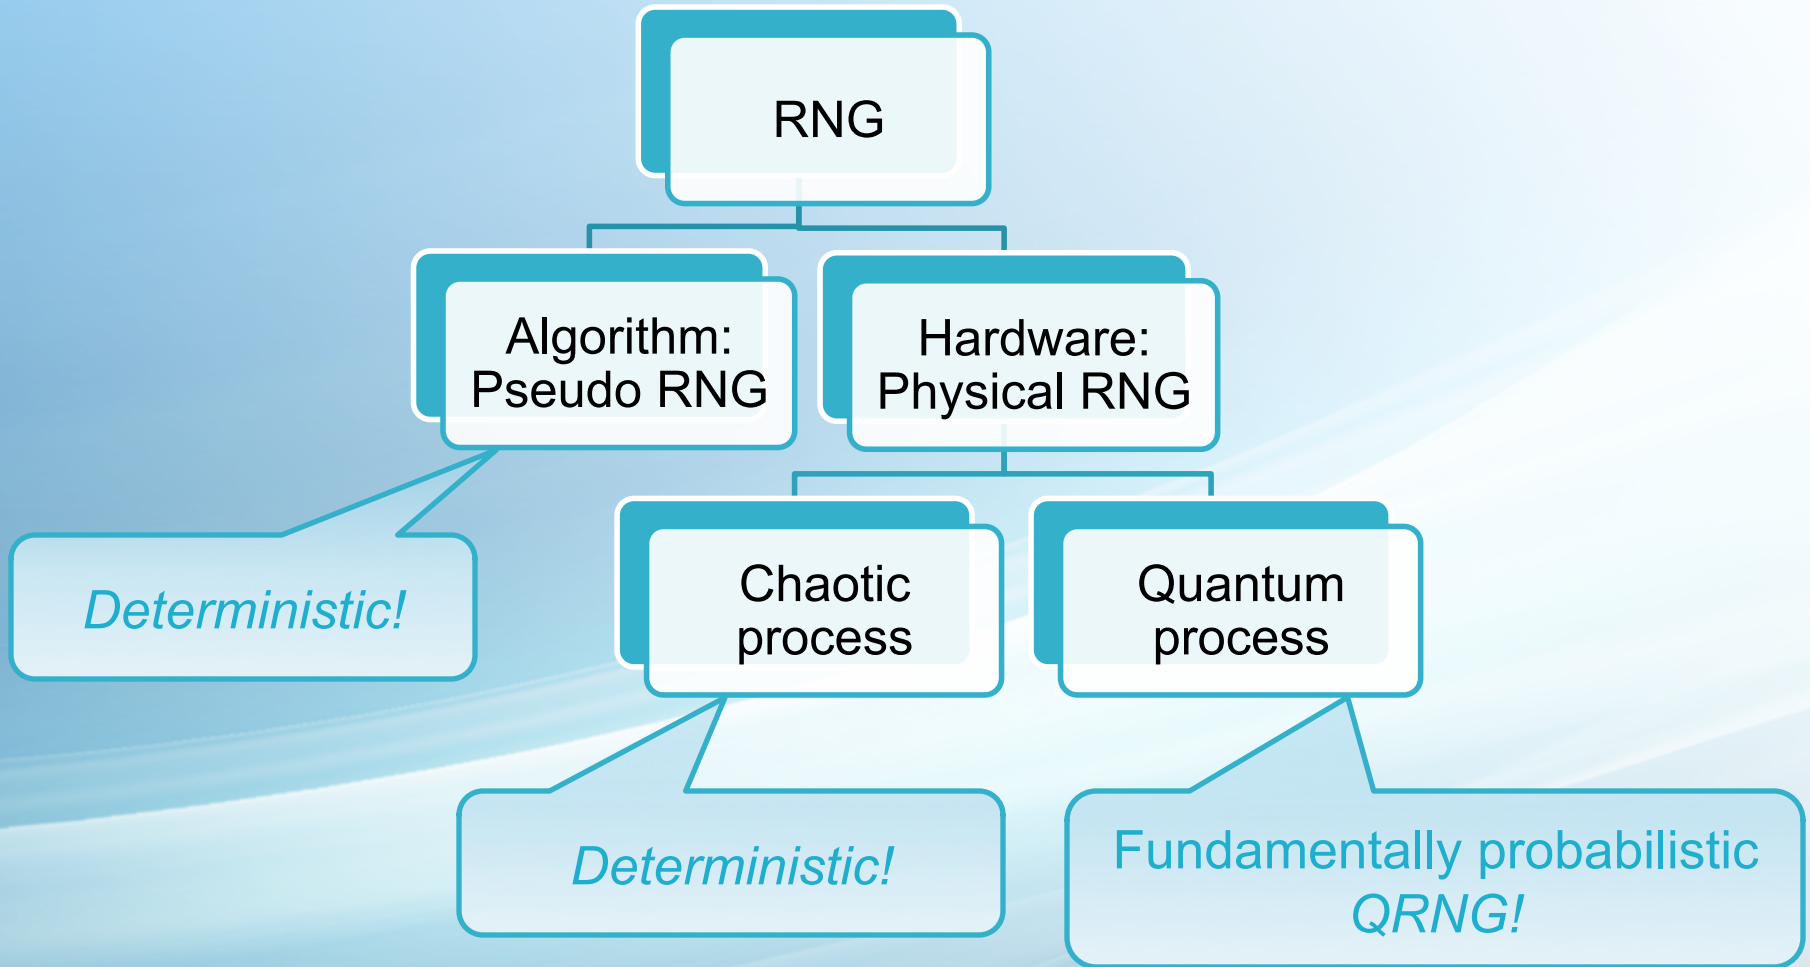 RNG
Algorithm:
Pseudo RNG
Hardware:
Physical RNG
Deterministic!
Chaotic
process
Quantum
process
Deterministic!
Fundamentally probabilistic
QRNG!